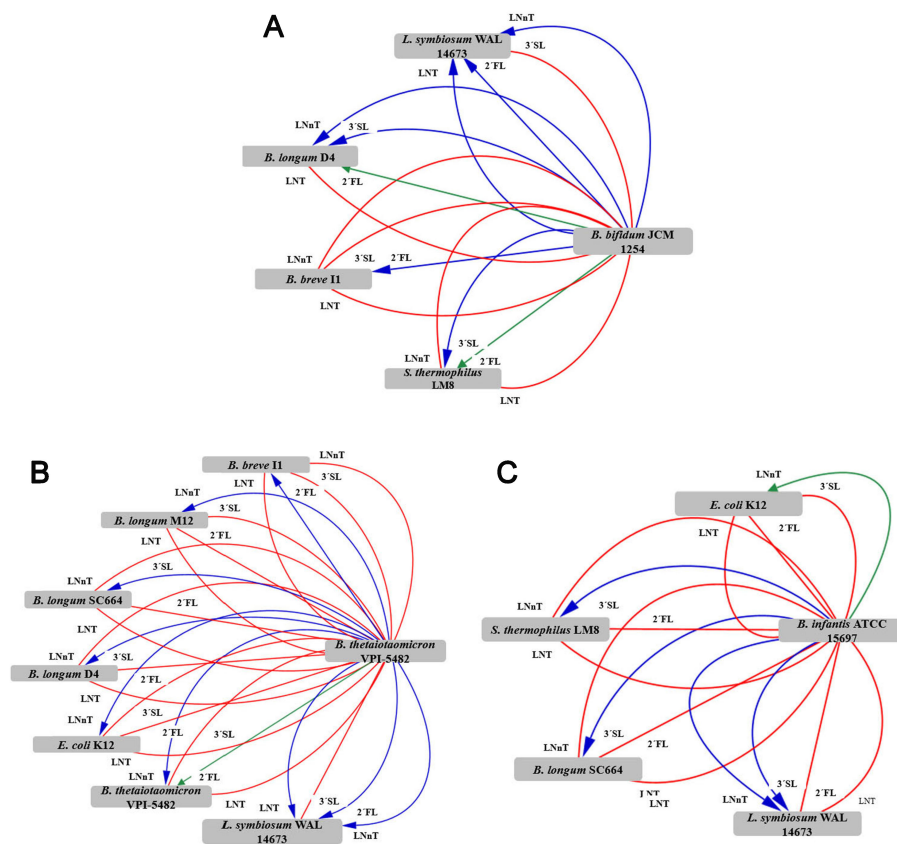 A
LNnT
L. symbiosum WAL
14673
3´SL
2´FL
LNT
LNnT
3´SL
B. longum D4
LNT
2´FL
B. bifidum JCM
1254
LNnT
3´SL
2´FL
B. breve I1
LNT
3´SL
LNnT
2´FL
S. thermophilus
LM8
LNT
B
B. breve I1
LNnT
3´SL
LNT
2´FL
LNnT
B. longum M12
3´SL
LNT
2´FL
LNnT
3´SL
B. longum SC664
2´FL
LNT
LNnT
3´SL
B. longum D4
2´FL
LNT
B. thetaiotaomicron
VPI-5482
LNnT
3´SL
E. coli K12
2´FL
3´SL
LNT
LNnT
2´FL
B. thetaiotaomicron
VPI-5482
LNT
LNT
3´SL
2´FL
L. symbiosum WAL
14673
LNnT
C
LNnT
3´SL
E. coli K12
LNT
2´FL
LNnT
3´SL
S. thermophilus LM8
2´FL
LNT
B. infantis ATCC
15697
LNnT
3´SL
B. longum SC664
2´FL
LNT
LNT
LNnT
3´SL
2´FL
LNT
L. symbiosum WAL
14673